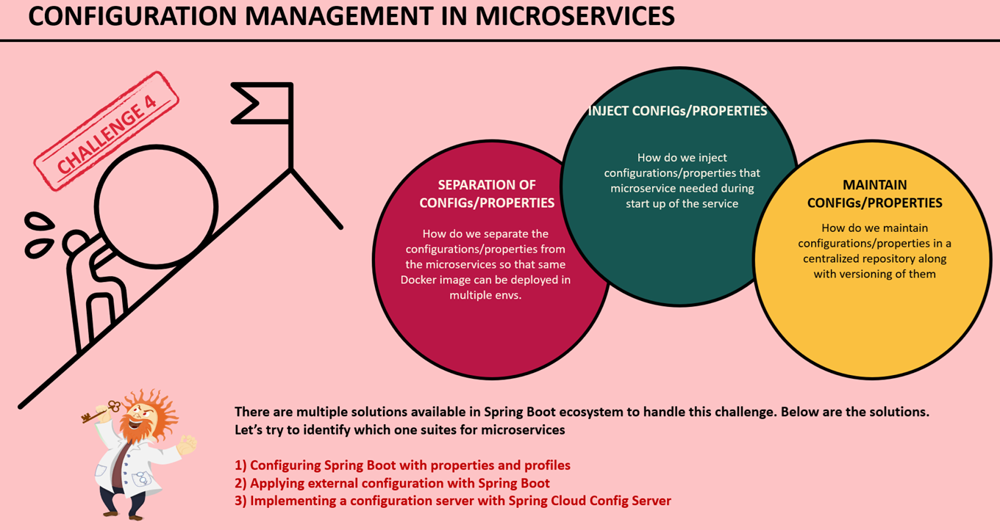 CONFIGURATION MANAGEMENT IN MICROSERVICES
CHALLENGE 4
SEPARATION OF
CONFIGs/PROPERTIES
How do we separate the
configurations/properties from
the microservices so that same
Docker image can be deployed in
multiple envs.
INJECT CONFIGs/PROPERTIES
How do we inject
configurations/properties that
microservice needed during
start up of the service
MAINTAIN
CONFIGs/PROPERTIES
How do we maintain
configurations/properties in a
centralized repository along
with versioning of them
There are multiple solutions available in Spring Boot ecosystem to handle this challenge. Below are the solutions.
Let’s try to identify which one suites for microservices
1) Configuring Spring Boot with properties and profiles
2) Applying external configuration with Spring Boot
3) Implementing a configuration server with Spring Cloud Config Server